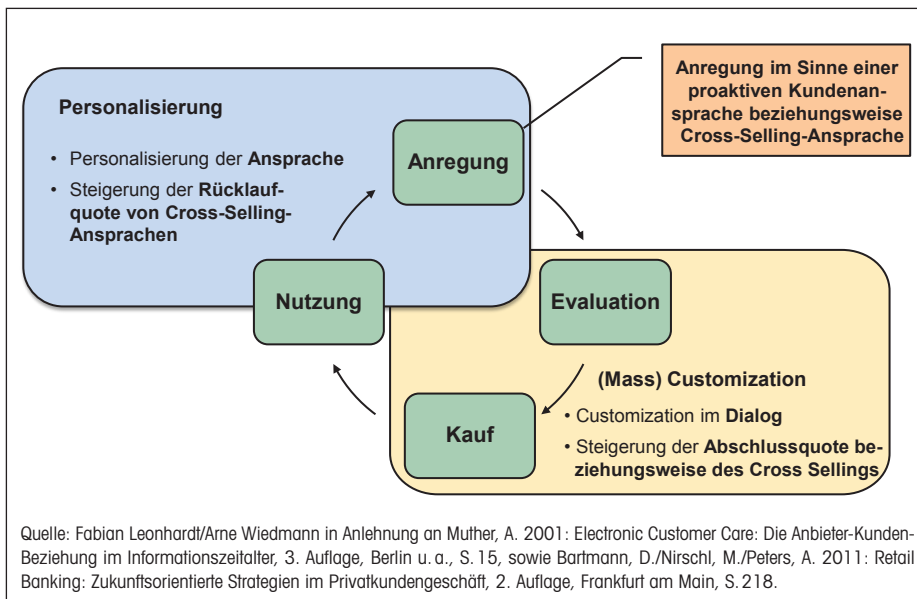 Anregung im Sinne einer
proaktiven Kundenan-
sprache beziehungsweise
Cross-Selling-Ansprache
Personalisierung
• Personalisierung der Ansprache
• Steigerung der Rücklauf-
quote von Cross-Selling-
Ansprachen
Anregung
Nutzung
Evaluation
Kauf
(Mass) Customization
• Customization im Dialog
• Steigerung der Abschlussquote be-
ziehungsweise des Cross Sellings
Quelle: Fabian Leonhardt/Arne Wiedmann in Anlehnung an Muther, A. 2001: Electronic Customer Care: Die Anbieter-Kunden-
Beziehung im Informationszeitalter, 3. Auflage, Berlin u. a., S. 15, sowie Bartmann, D./Nirschl, M./Peters, A. 2011: Retail
Banking: Zukunftsorientierte Strategien im Privatkundengeschäft, 2. Auflage, Frankfurt am Main, S. 218.